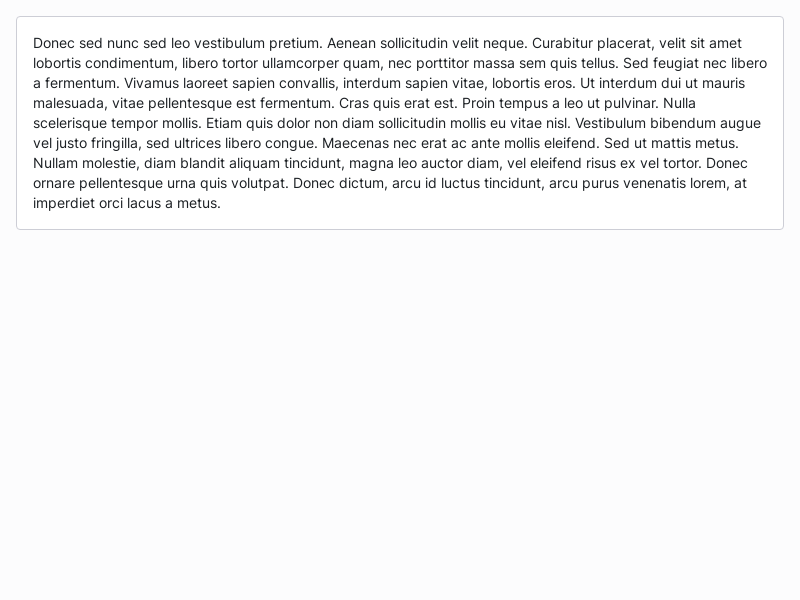 Donec sed nunc sed leo vestibulum pretium. Aenean sollicitudin velit neque. Curabitur placerat, velit sit amet
lobortis condimentum, libero tortor ullamcorper quam, nec porttitor massa sem quis tellus. Sed feugiat nec libero
a fermentum. Vivamus laoreet sapien convallis, interdum sapien vitae, lobortis eros. Ut interdum dui ut mauris
malesuada, vitae pellentesque est fermentum. Cras quis erat est. Proin tempus a leo ut pulvinar. Nulla
scelerisque tempor mollis. Etiam quis dolor non diam sollicitudin mollis eu vitae nisl. Vestibulum bibendum augue
vel justo fringilla, sed ultrices libero congue. Maecenas nec erat ac ante mollis eleifend. Sed ut mattis metus.
Nullam molestie, diam blandit aliquam tincidunt, magna leo auctor diam, vel eleifend risus ex vel tortor. Donec
ornare pellentesque urna quis volutpat. Donec dictum, arcu id luctus tincidunt, arcu purus venenatis lorem, at
imperdiet orci lacus a metus.